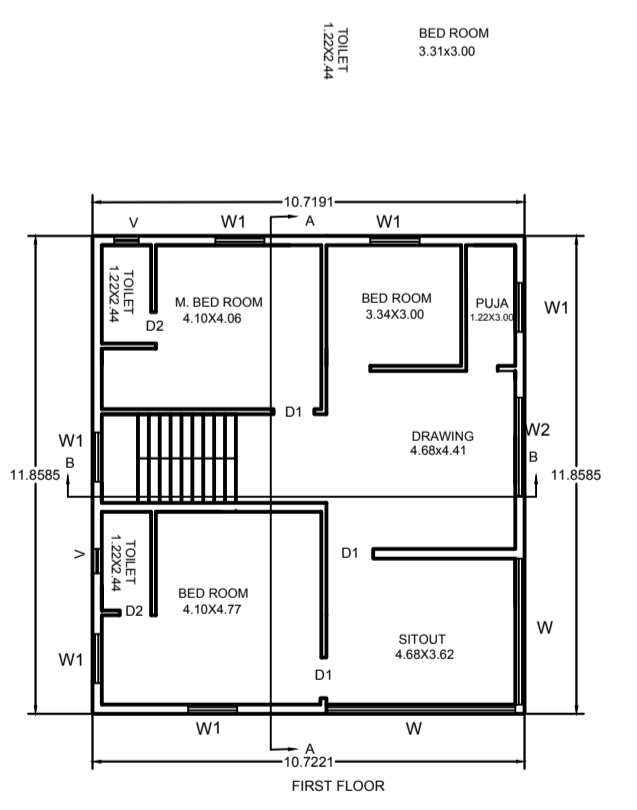 TOILET
1.22X2.44
BED ROOM
3.31x3.00
10.7191
V
W1
A
W1
TOILET
1.22X2.44
M. BED ROOM
4.10X4.06
D2
BED ROOM
3.34X3.00
PUJA
1.22X3.00
W1
D1
W1
B
DRAWING
4.68x4.41
W2
B
11.8585
11.8585
V
TOILET
1.22X2.44
D1
BED ROOM
4.10X4.77
D2
SITOUT
4.68X3.62
W
W1
D1
W1
W
A
10.7221
FIRST FLOOR